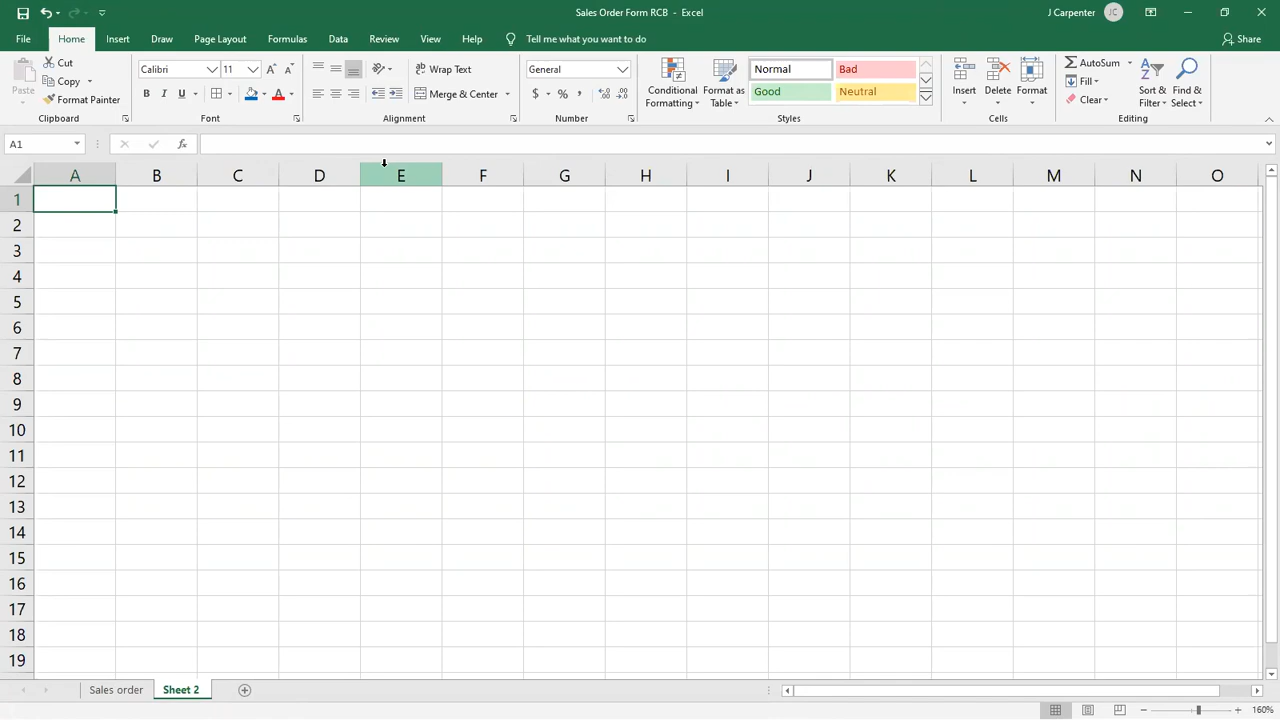 Sales Order Form RCB - Excel
J Carpenter JC
File Home Insert Draw Page Layout Formulas Data Review View Help Tell me what you want to do Share
Paste Cut Calibri 11 Wrap Text General Conditional Formatting Format as Table Normal Bad Insert Delete Format AutoSum Sort & Filter Find & Select
Copy Fill
Format Painter B I U A Merge & Center $ % Good Neutral Clear
Clipboard Font Alignment Number Styles Cells Editing
A1 fx
A B C D E F G H I J K L M N O
1
2
3
4
5
6
7
8
9
10
11
12
13
14
15
16
17
18
19
Sales order Sheet 2
160%